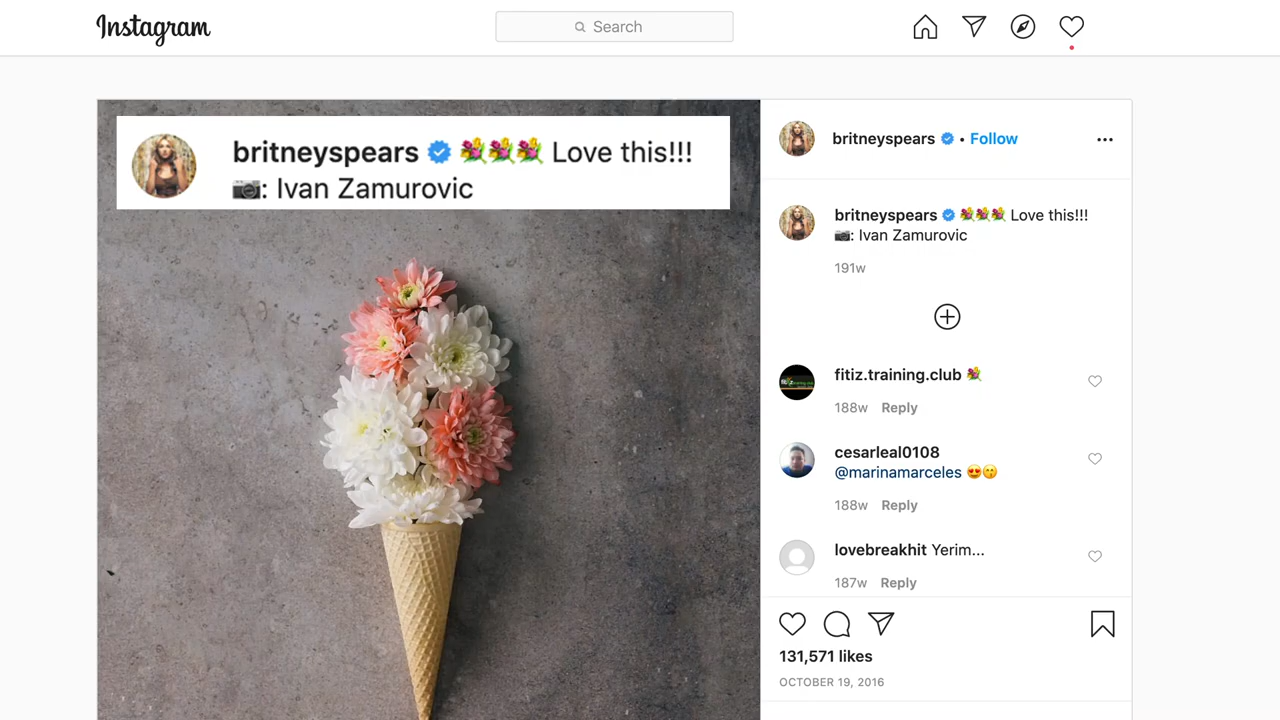 Instagram
Search
britneyspears 💐💐💐 Love this!!!
📷: Ivan Zamurovic
britneyspears • Follow
britneyspears 💐💐💐 Love this!!!
📷: Ivan Zamurovic
191w
fitiz.training.club 💐
188w Reply
cesarleal0108
@marinamarceles 😍😙
188w Reply
lovebreakhit Yerim...
187w Reply
131,571 likes
OCTOBER 19, 2016